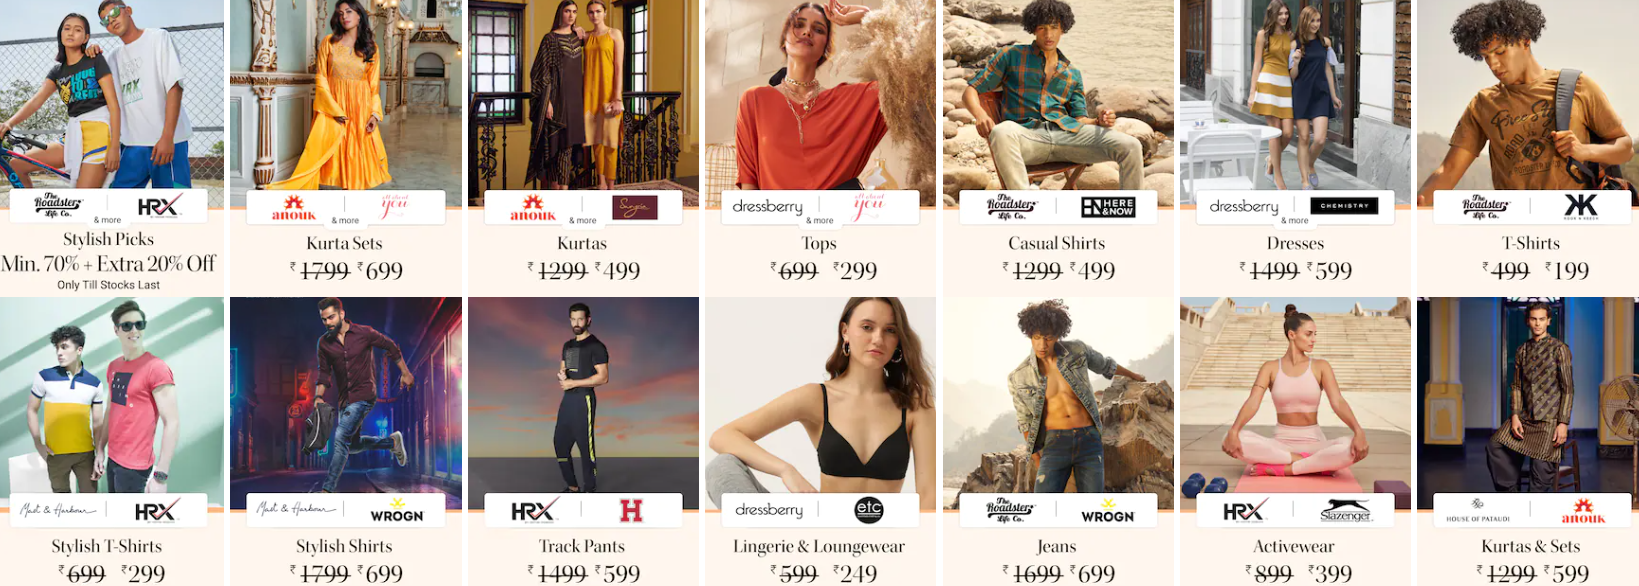 The Roadster Life Co.
HRX
& more
Stylish Picks
Min. 70% + Extra 20% Off
Only Till Stocks Last
anouk
all about you
& more
Kurta Sets
₹1799 ₹699
anouk
Sangria
& more
Kurtas
₹1299 ₹499
dressberry
all about you
& more
Tops
₹699 ₹299
The Roadster Life Co.
HERE
&NOW
Casual Shirts
₹1299 ₹499
dressberry
CHEMISTRY
& more
Dresses
₹1499 ₹599
The Roadster Life Co.
T-Shirts
₹499 ₹199
Mast & Harbour
HRX
Stylish T-Shirts
₹699 ₹299
Mast & Harbour
WROGN
Stylish Shirts
₹1799 ₹699
HRX
H
Track Pants
₹1499 ₹599
dressberry
etc
Lingerie & Loungewear
₹599 ₹249
The Roadster Life Co.
WROGN
Jeans
₹1699 ₹699
HRX
Slazenger
Activewear
₹899 ₹399
HOUSE OF PATAUDI
anouk
Kurtas & Sets
₹1299 ₹599